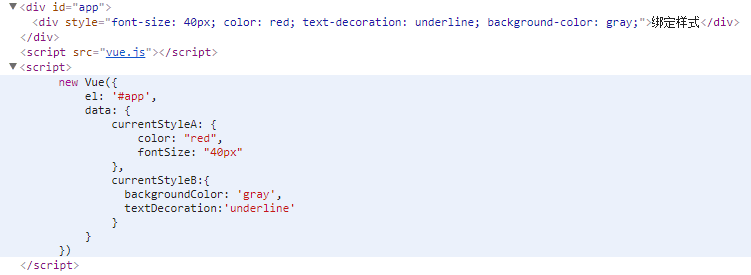 ▼<div id="app">
<div style="font-size: 40px; color: red; text-decoration: underline; background-color: gray;">绑定样式</div>
</div>
<script src="vue.js"></script>
▼<script>
new Vue({
el: '#app',
data: {
currentStyleA: {
color: "red",
fontSize: "40px"
},
currentStyleB:{
backgroundColor: 'gray',
textDecoration:'underline'
}
}
})
</script>